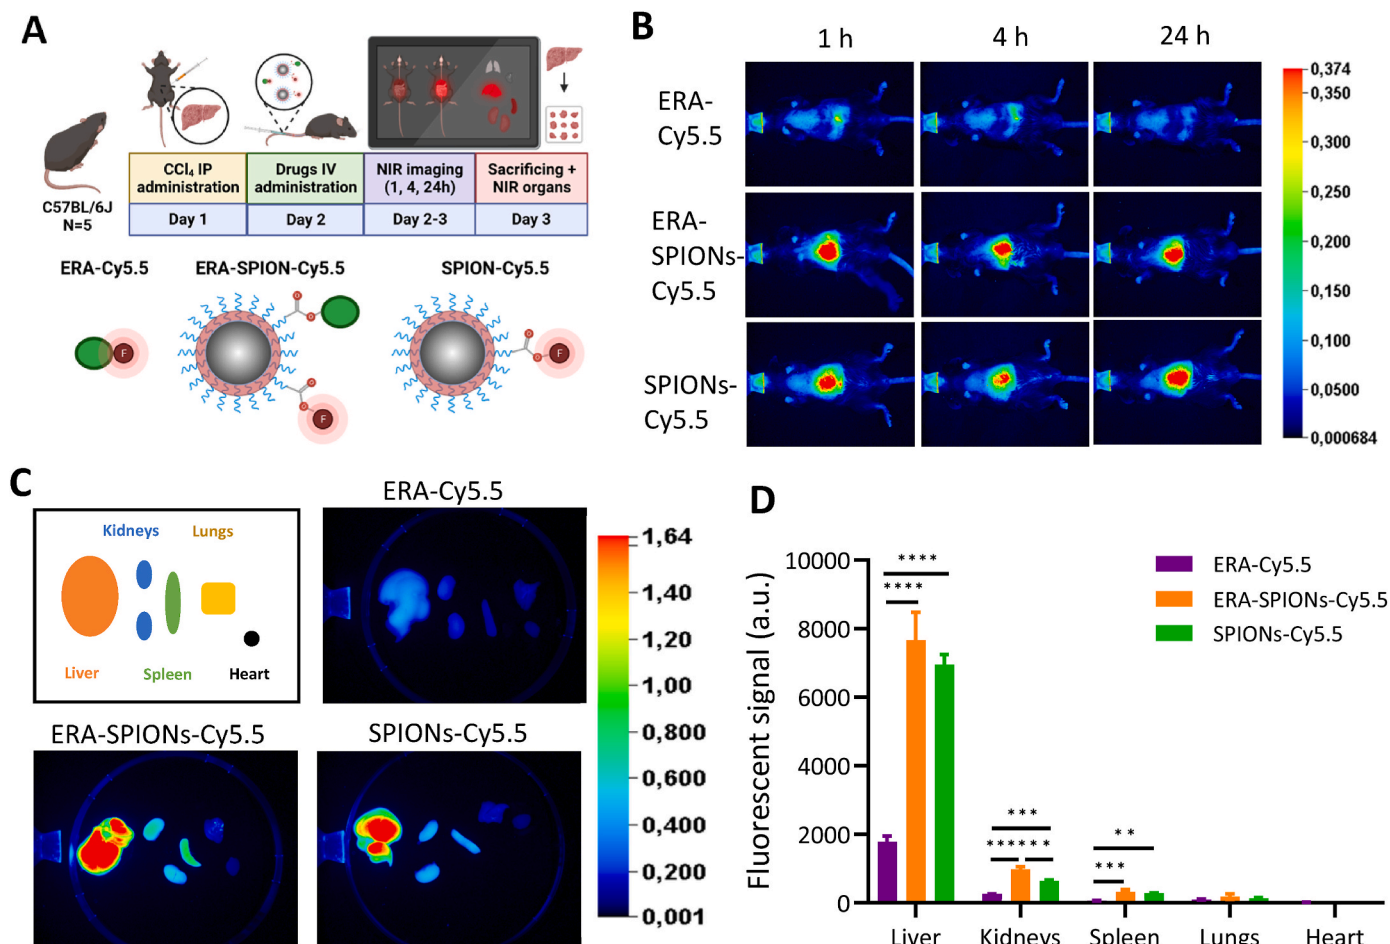 A
CCl₄ IP
administration
Drugs IV
administration
NIR imaging
(1, 4, 24h)
Sacrificing +
NIR organs
Day 1
Day 2
Day 2-3
Day 3
C57BL/6J
N=5
ERA-Cy5.5
ERA-SPION-Cy5.5
SPION-Cy5.5
F
O
O
O
O
F
O
O
F
B
1 h
4 h
24 h
ERA-
Cy5.5
ERA-
SPIONs-
Cy5.5
SPIONs-
Cy5.5
0,374
0,350
0,300
0,250
0,200
0,150
0,100
0,0500
0,000684
C
Kidneys
Lungs
Liver
Spleen
Heart
ERA-Cy5.5
ERA-SPIONs-Cy5.5
SPIONs-Cy5.5
1,64
1,40
1,20
1,00
0,800
0,600
0,400
0,200
0,001
D
Fluorescent signal (a.u.)
10000
8000
6000
4000
2000
0
****
****
***
******
**
***
ERA-Cy5.5
ERA-SPIONs-Cy5.5
SPIONs-Cy5.5
Liver
Kidneys
Spleen
Lungs
Heart